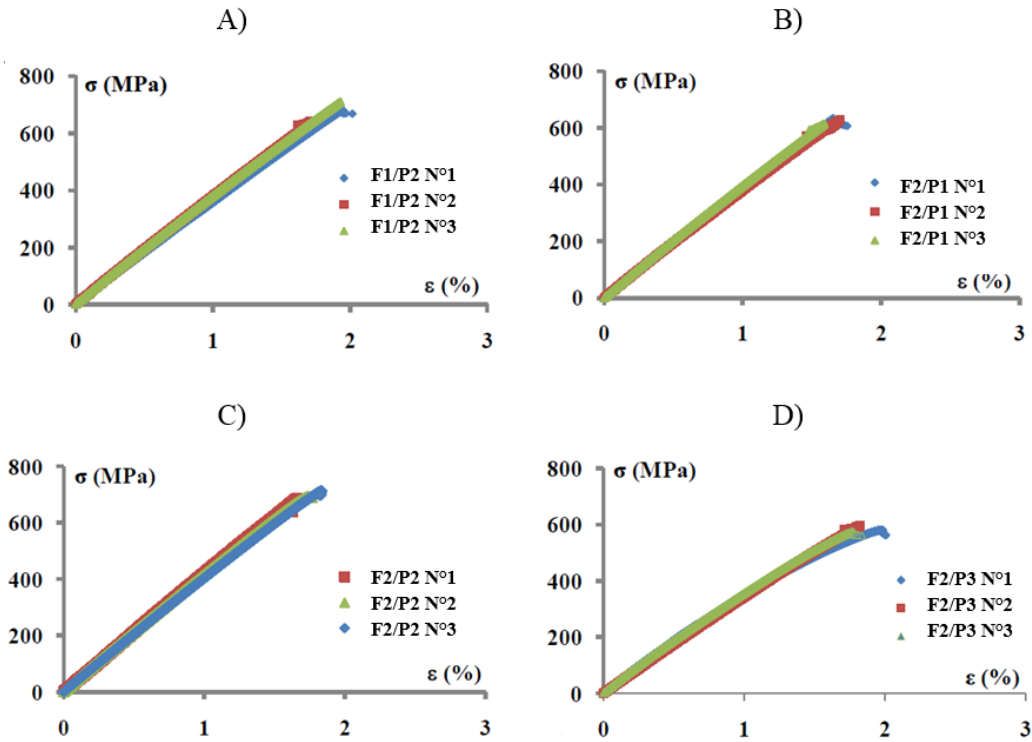 A)
σ (MPa)
800
600
400
200
0
0 1 2 3
ε (%)
F1/P2 N°1
F1/P2 N°2
F1/P2 N°3
B)
σ (MPa)
800
600
400
200
0
0 1 2 3
ε (%)
F2/P1 N°1
F2/P1 N°2
F2/P1 N°3
C)
σ (MPa)
800
600
400
200
0
0 1 2 3
ε (%)
F2/P2 N°1
F2/P2 N°2
F2/P2 N°3
D)
σ (MPa)
800
600
400
200
0
0 1 2 3
ε (%)
F2/P3 N°1
F2/P3 N°2
F2/P3 N°3